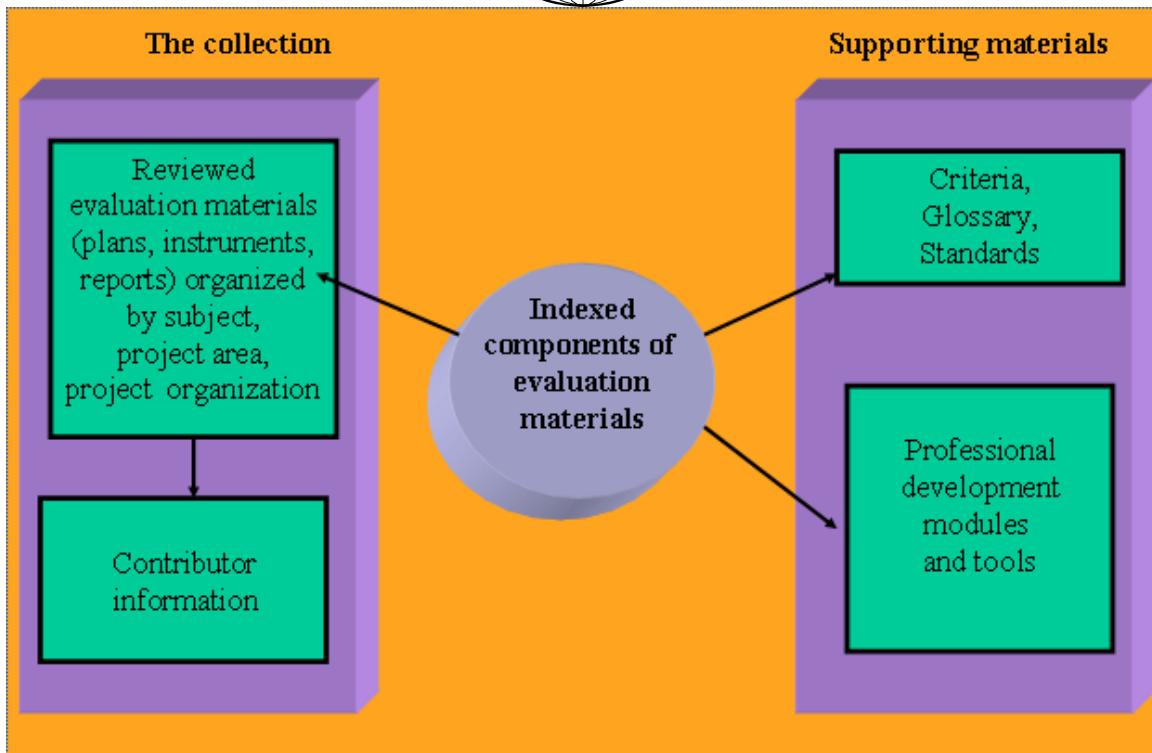 The collection
Supporting materials
Reviewed
evaluation materials
(plans, instruments,
reports) organized
by subject,
project area,
project organization
Contributor
information
Indexed
components of
evaluation
materials
Criteria,
Glossary,
Standards
Professional
development
modules
and tools